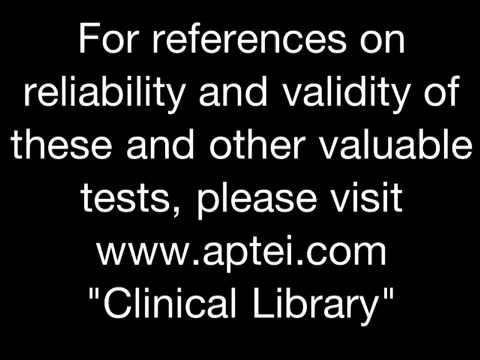 For references on
reliability and validity of
these and other valuable
tests, please visit
www.aptei.com
"Clinical Library"